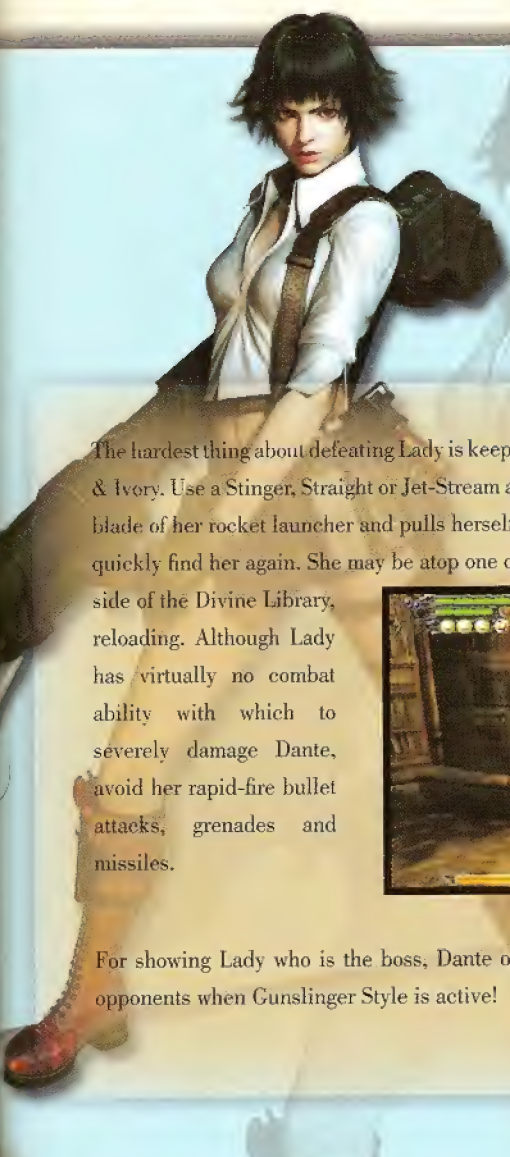 The hardest thing about defeating Lady is keep
& Ivory. Use a Stinger, Straight or Jet-Stream a
blade of her rocket launcher and pulls hersel
quickly find her again. She may be atop one o
side of the Divine Library,
reloading. Although Lady
has virtually no combat
ability with which to
severely damage Dante,
avoid her rapid-fire bullet
attacks, grenades and
missiles.
For showing Lady who is the boss, Dante o
opponents when Gunslinger Style is active!